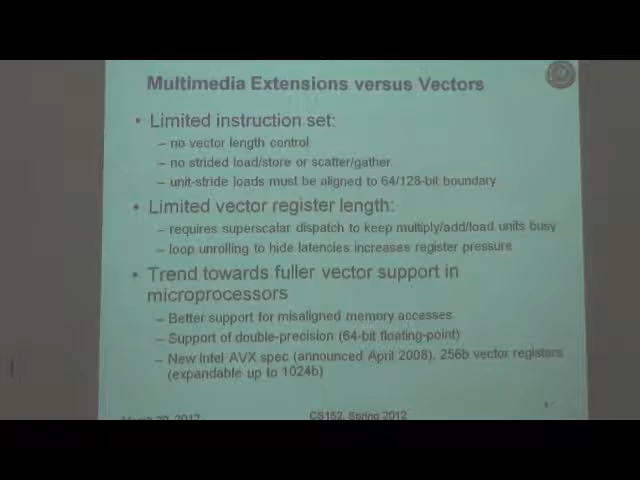 Multimedia Extensions versus Vectors
• Limited instruction set:
– no vector length control
– no strided load/store or scatter/gather
– unit-stride loads must be aligned to 64/128-bit boundary
• Limited vector register length:
– requires superscalar dispatch to keep multiply/add/load units busy
– loop unrolling to hide latencies increases register pressure
• Trend towards fuller vector support in
microprocessors
– Better support for misaligned memory accesses
– Support of double-precision (64-bit floating-point)
– New Intel AVX spec (announced April 2008), 256b vector registers
(expandable up to 1024b)
CS152, Spring 2012